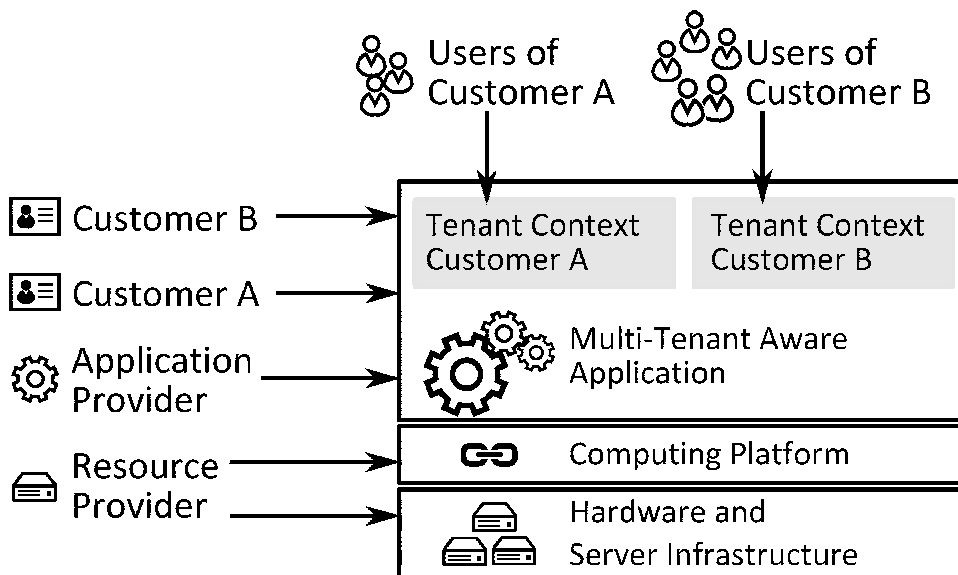 Users of
Customer A
Users of
Customer B
Customer B
Customer A
Application
Provider
Resource
Provider
Tenant Context
Customer A
Tenant Context
Customer B
Multi-Tenant Aware
Application
Computing Platform
Hardware and
Server Infrastructure